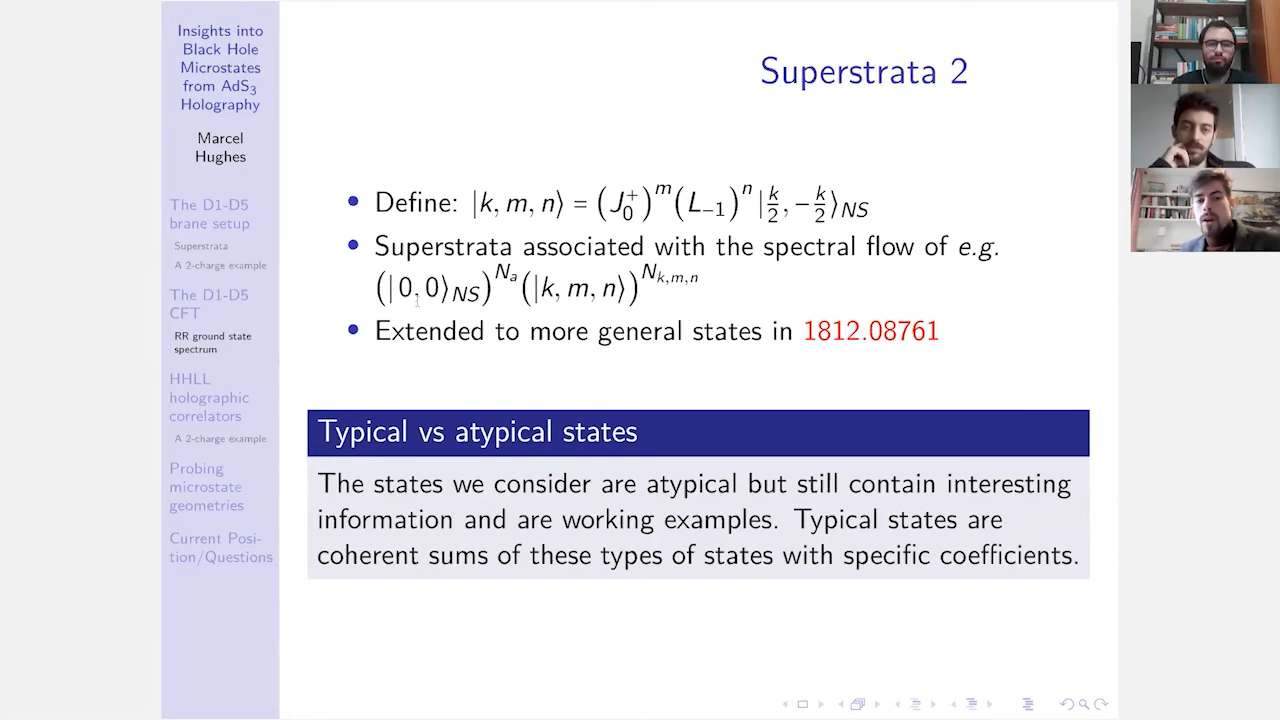 Insights into
Black Hole
Microstates
from AdS₃
Holography
Marcel
Hughes
The D1-D5
brane setup
Superstrata
A 2-charge example
The D1-D5
CFT
RR ground state
spectrum
HHLL
holographic
correlators
A 2-charge example
Probing
microstate
geometries
Current Posi-
tion/Questions
Superstrata 2
• Define: |k, m, n⟩ = (J₀⁺)ᵐ(L₋₁)ⁿ|k/2, −k/2⟩_NS
• Superstrata associated with the spectral flow of e.g.
(|0, 0⟩_NS)^{N_a}(|k, m, n⟩)^{N_{k,m,n}}
• Extended to more general states in 1812.08761
Typical vs atypical states
The states we consider are atypical but still contain interesting
information and are working examples. Typical states are
coherent sums of these types of states with specific coefficients.